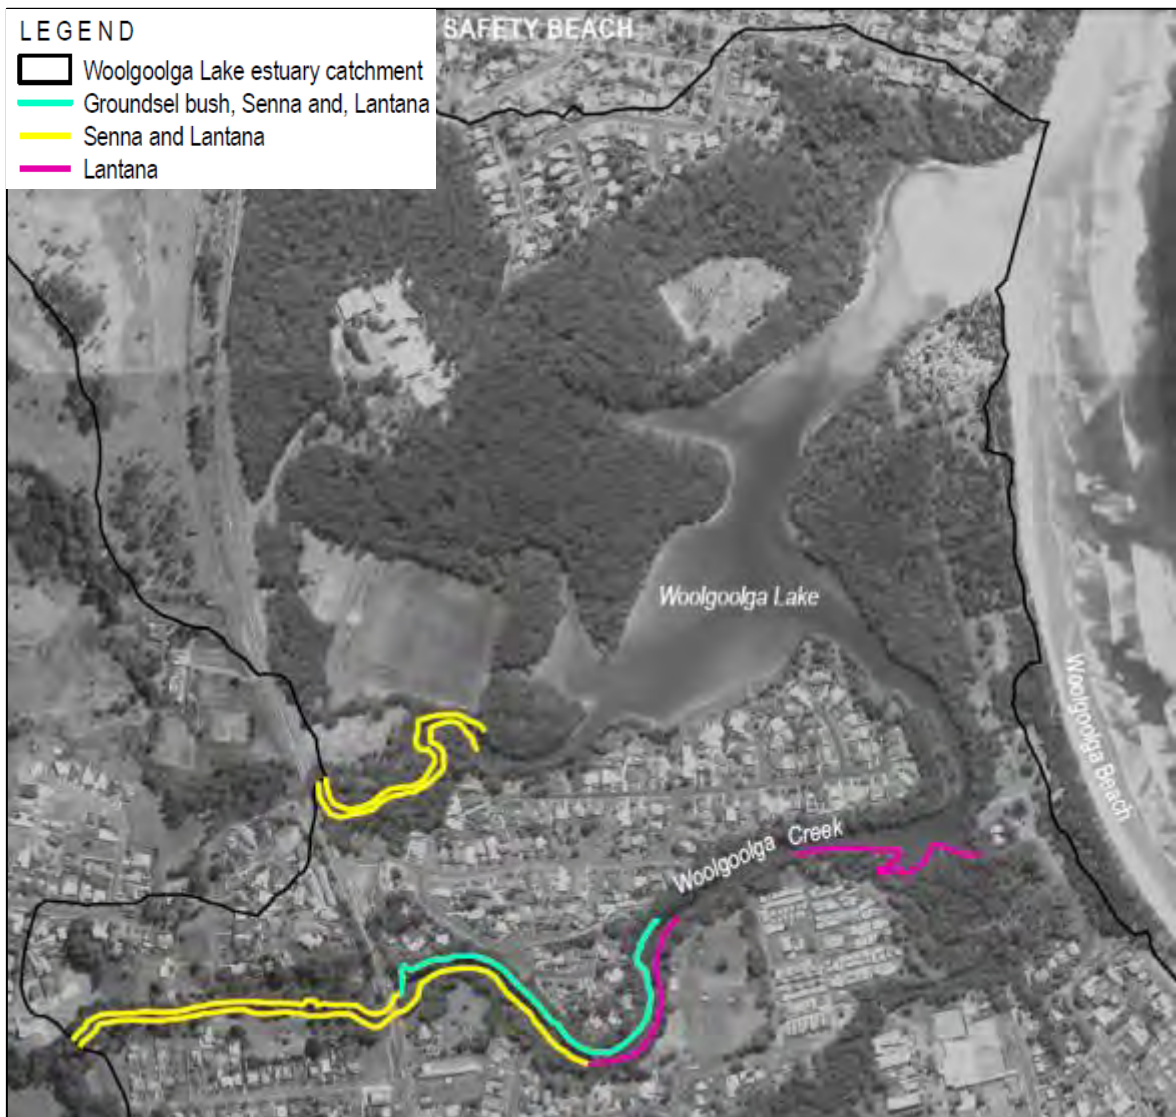 LEGEND
Woolgoolga Lake estuary catchment
Groundsel bush, Senna and, Lantana
Senna and Lantana
Lantana
SAFETY BEACH
Woolgoolga Lake
Woolgoolga Beach
Woolgoolga Creek